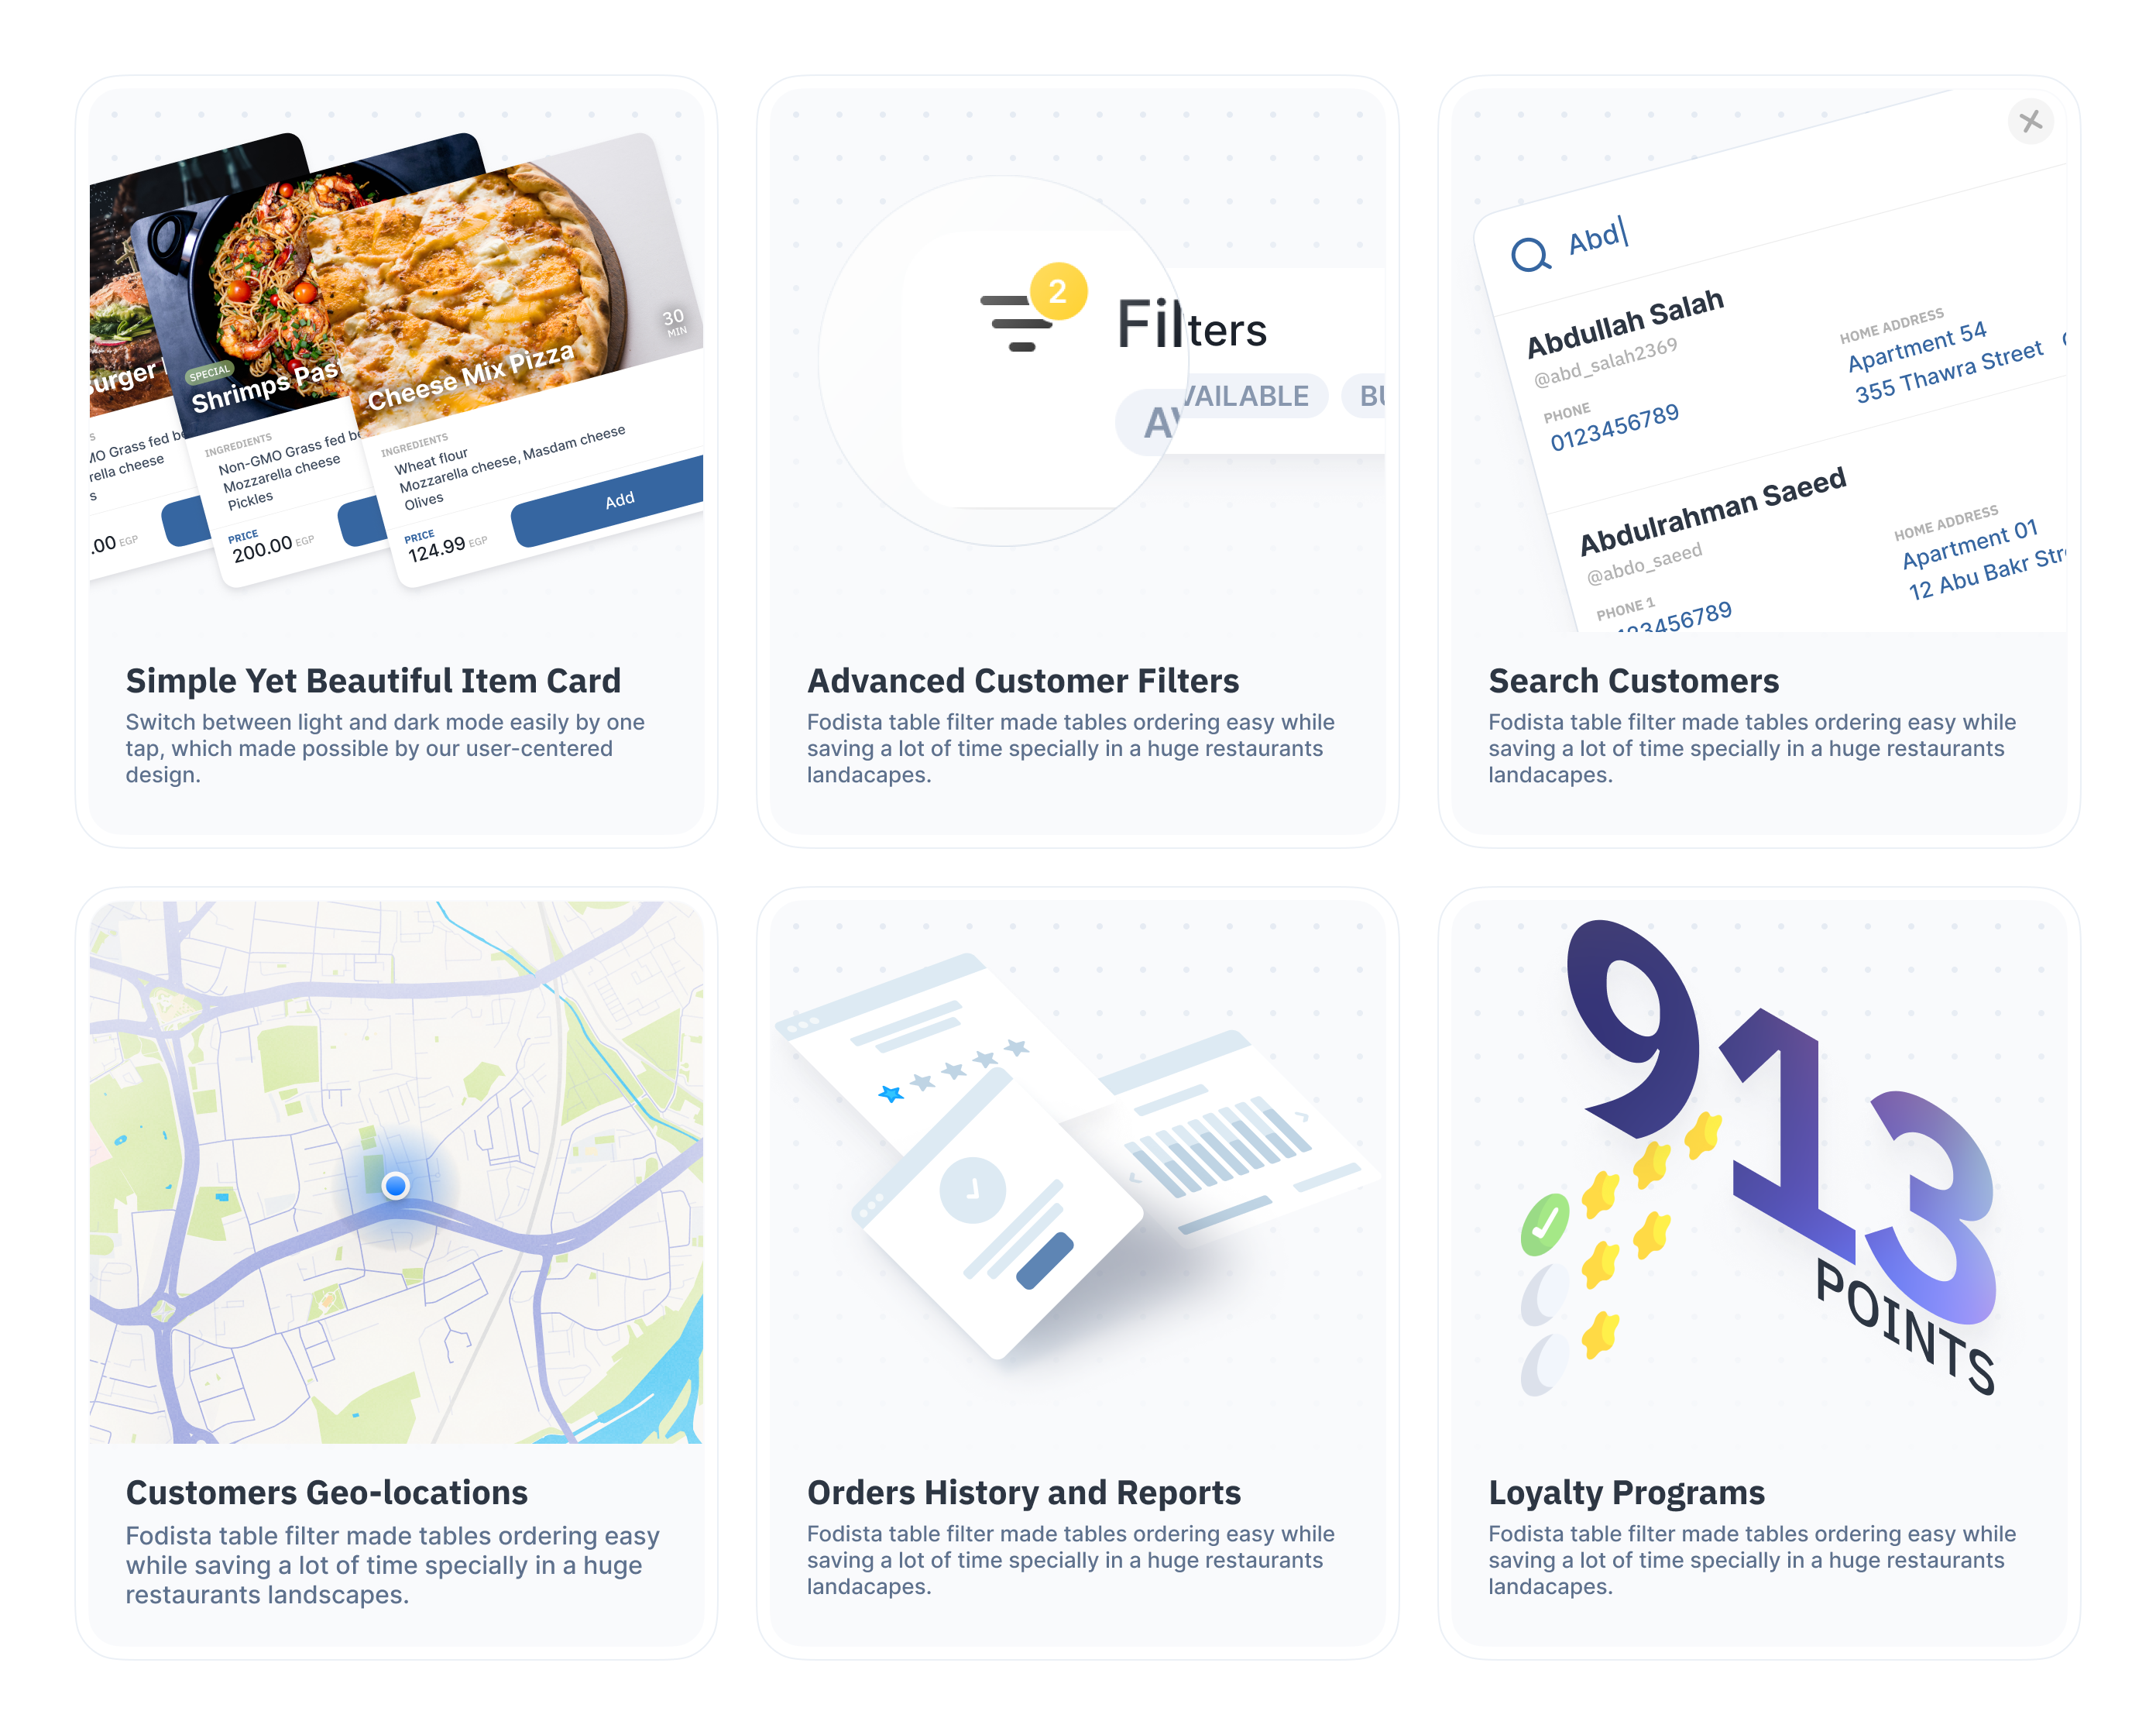 Burger
SPECIAL
Shrimps Past
Cheese Mix Pizza
30
MIN
MO Grass fed be
rella cheese
s
.00 EGP
INGREDIENTS
Non-GMO Grass fed be
Mozzarella cheese
Pickles
PRICE
200.00 EGP
INGREDIENTS
Wheat flour
Mozzarella cheese, Masdam cheese
Olives
PRICE
124.99 EGP
Add
Simple Yet Beautiful Item Card
Switch between light and dark mode easily by one
tap, which made possible by our user-centered
design.
2
Filters
AVAILABLE
BU
Advanced Customer Filters
Fodista table filter made tables ordering easy while
saving a lot of time specially in a huge restaurants
landacapes.
Abd
Abdullah Salah
@abd_salah2369
PHONE
0123456789
HOME ADDRESS
Apartment 54
355 Thawra Street
Abdulrahman Saeed
@abdo_saeed
PHONE 1
0123456789
HOME ADDRESS
Apartment 01
12 Abu Bakr Stre
Search Customers
Fodista table filter made tables ordering easy while
saving a lot of time specially in a huge restaurants
landacapes.
Customers Geo-locations
Fodista table filter made tables ordering easy
while saving a lot of time specially in a huge
restaurants landscapes.
Orders History and Reports
Fodista table filter made tables ordering easy while
saving a lot of time specially in a huge restaurants
landacapes.
913
POINTS
Loyalty Programs
Fodista table filter made tables ordering easy while
saving a lot of time specially in a huge restaurants
landacapes.